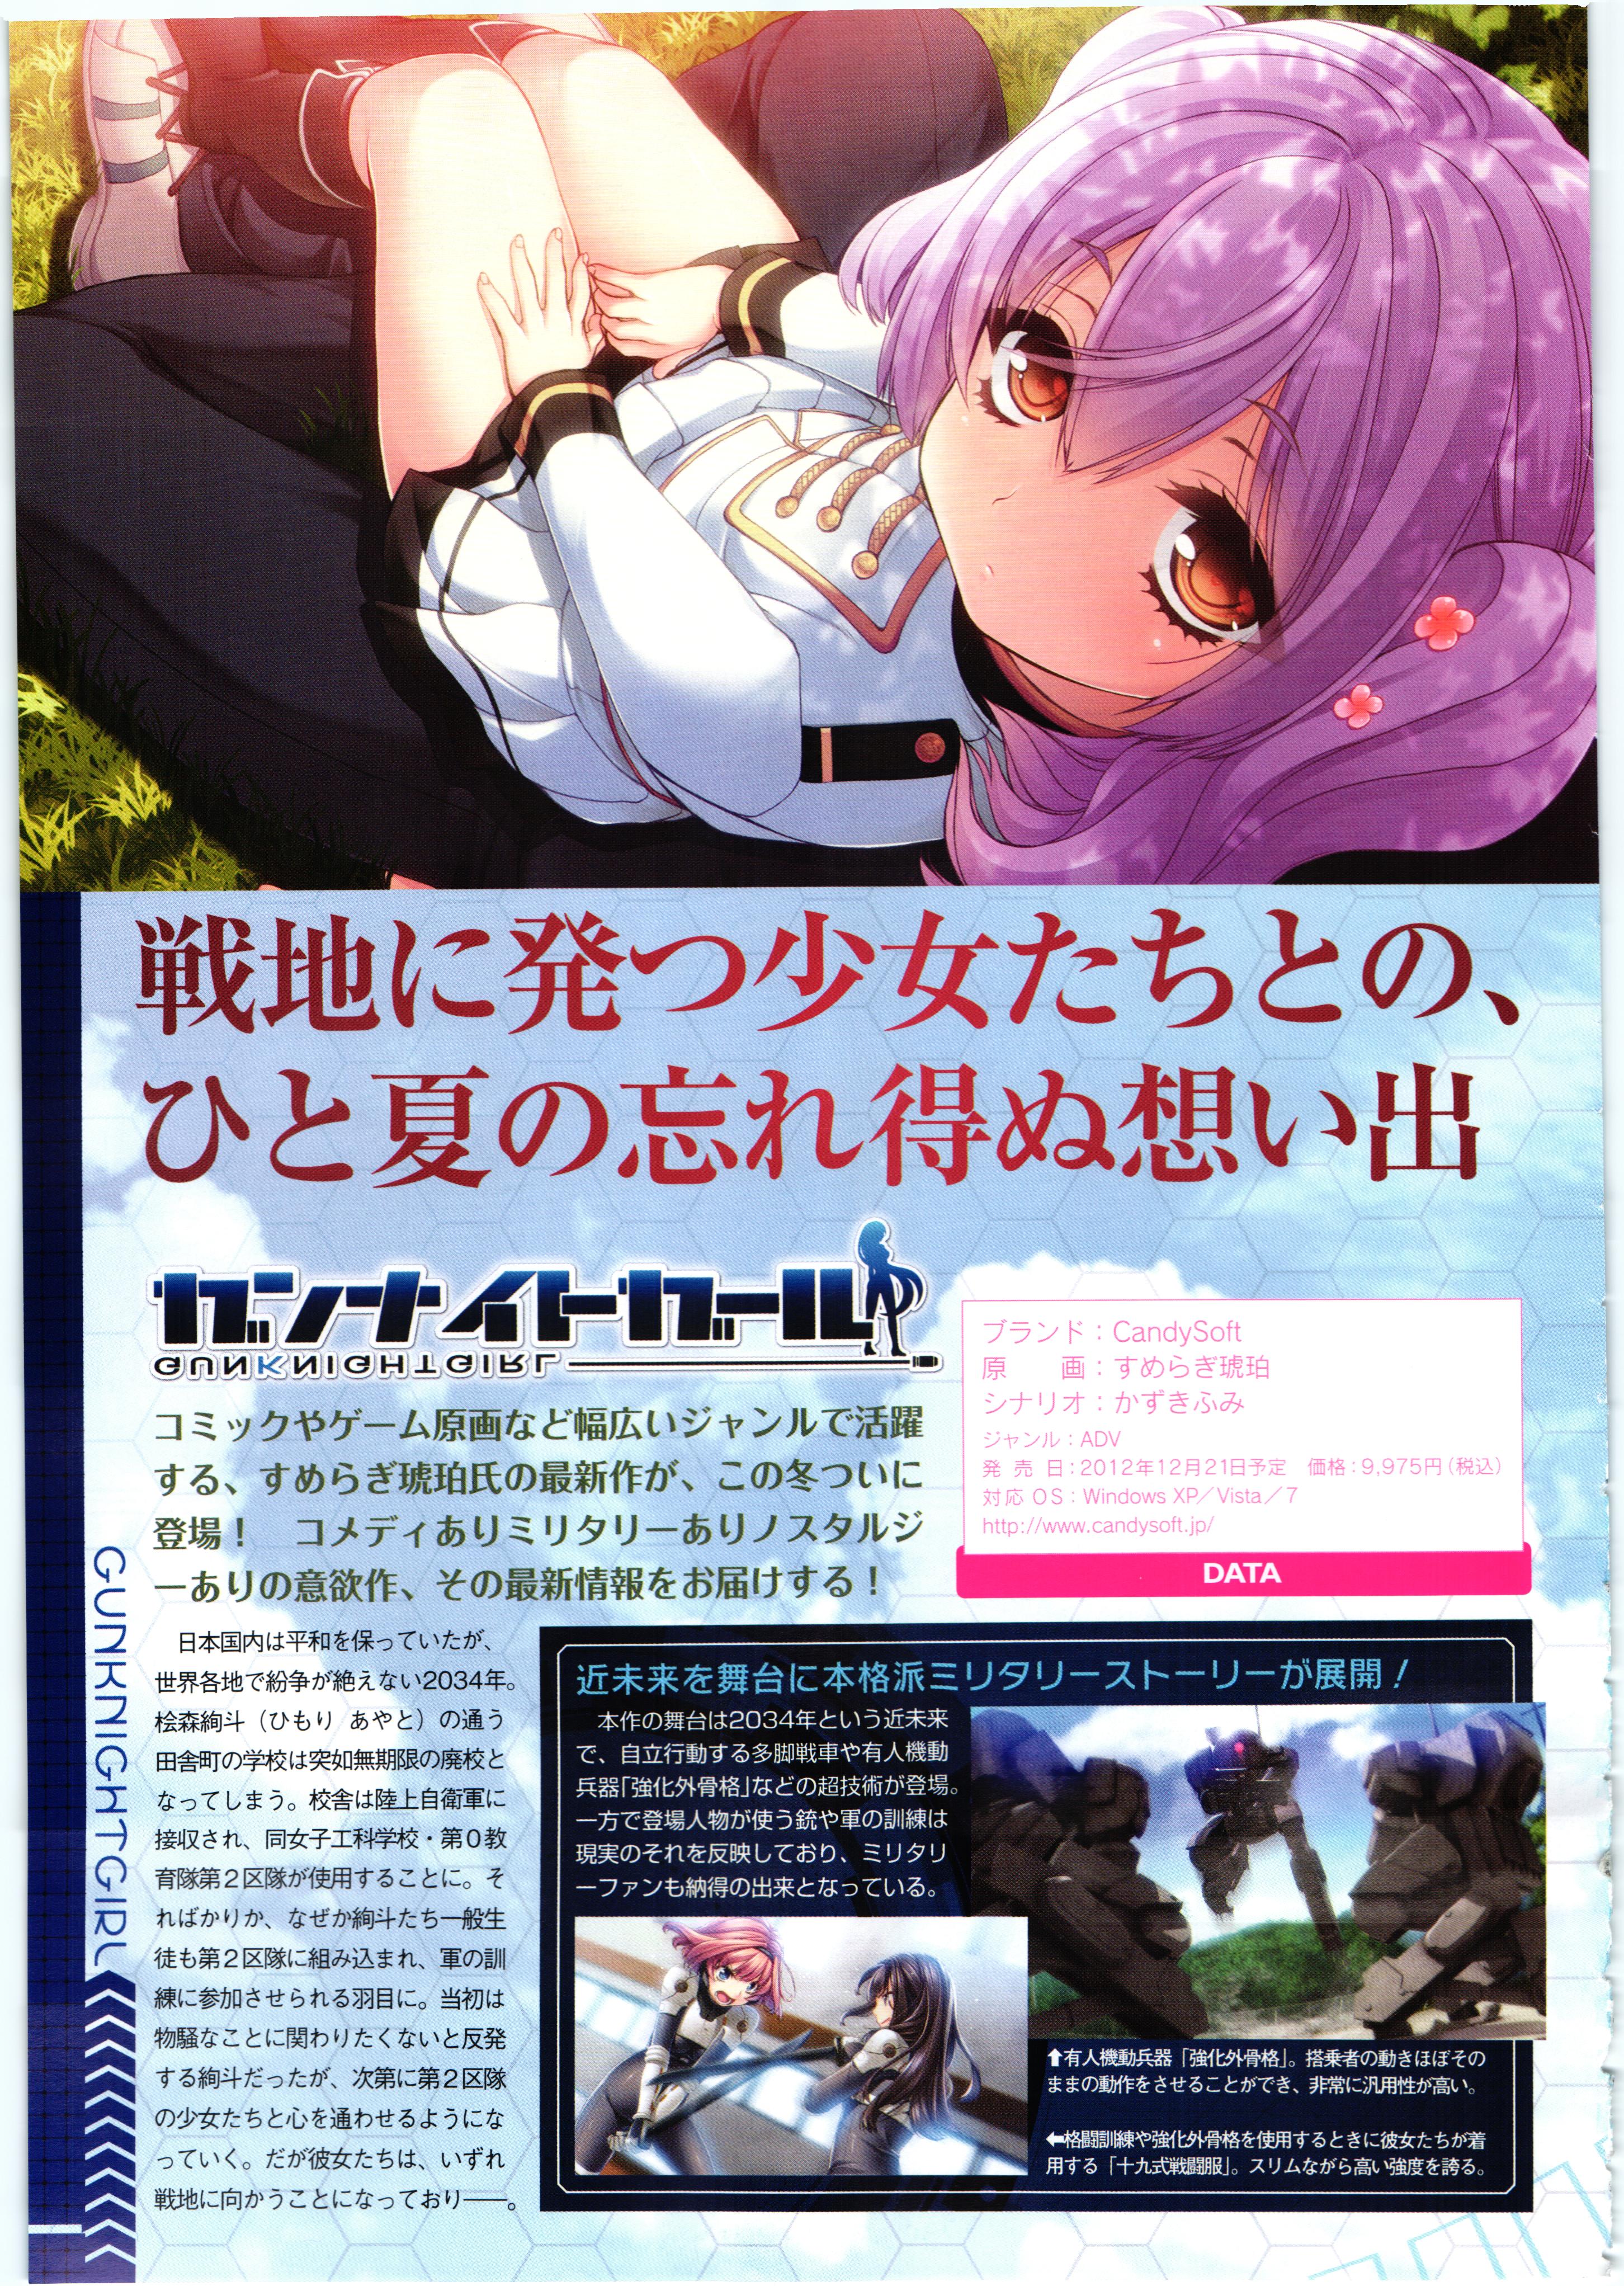 戦地に発つ少女たちとの、
ひと夏の忘れ得ぬ想い出
ガンナイトガール
GUNKNIGHTGIRL
コミックやゲーム原画など幅広いジャンルで活躍
する、すめらぎ琥珀氏の最新作が、この冬ついに
登場！　コメディありミリタリーありノスタルジ
ーありの意欲作、その最新情報をお届けする！
ブランド：CandySoft
原　　画：すめらぎ琥珀
シナリオ：かずきふみ
ジャンル：ADV
発 売 日：2012年12月21日予定　価格：9,975円（税込）
対応 OS：Windows XP／Vista／7
http://www.candysoft.jp/
DATA
GUNKNIGHTGIRL
日本国内は平和を保っていたが、
世界各地で紛争が絶えない2034年。
桧森絢斗（ひもり あやと）の通う
田舎町の学校は突如無期限の廃校と
なってしまう。校舎は陸上自衛軍に
接収され、同女子工科学校・第０教
育隊第２区隊が使用することに。そ
ればかりか、なぜか絢斗たち一般生
徒も第２区隊に組み込まれ、軍の訓
練に参加させられる羽目に。当初は
物騒なことに関わりたくないと反発
する絢斗だったが、次第に第２区隊
の少女たちと心を通わせるようにな
っていく。だが彼女たちは、いずれ
戦地に向かうことになっており――。
近未来を舞台に本格派ミリタリーストーリーが展開！
本作の舞台は2034年という近未来
で、自立行動する多脚戦車や有人機動
兵器「強化外骨格」などの超技術が登場。
一方で登場人物が使う銃や軍の訓練は
現実のそれを反映しており、ミリタリ
ーファンも納得の出来となっている。
⬆有人機動兵器「強化外骨格」。搭乗者の動きほぼその
ままの動作をさせることができ、非常に汎用性が高い。
⬅格闘訓練や強化外骨格を使用するときに彼女たちが着
用する「十九式戦闘服」。スリムながら高い強度を誇る。